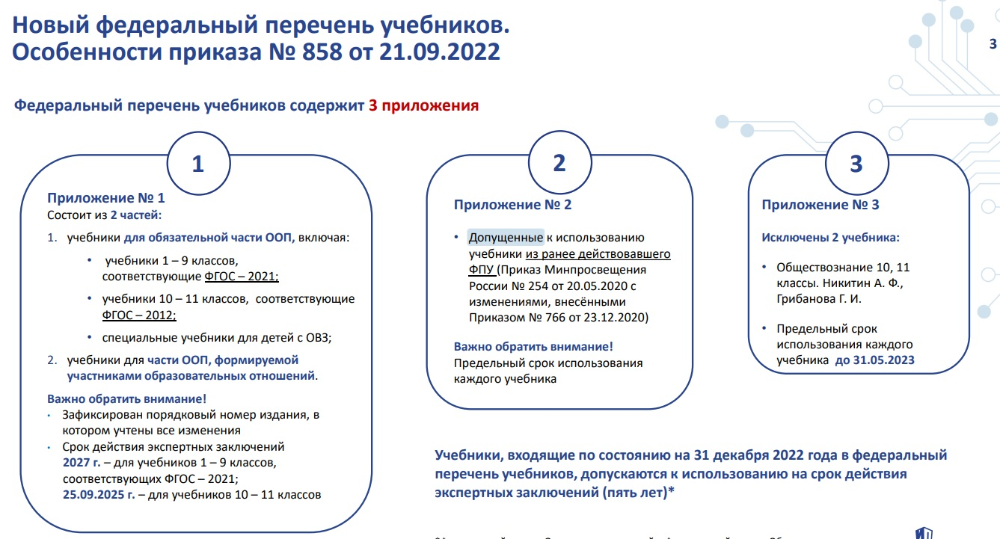 Новый федеральный перечень учебников.
Особенности приказа № 858 от 21.09.2022
3
Федеральный перечень учебников содержит 3 приложения
1
Приложение № 1
Состоит из 2 частей:
1. учебники для обязательной части ООП, включая:
• учебники 1 – 9 классов,
соответствующие ФГОС – 2021;
• учебники 10 – 11 классов, соответствующие
ФГОС – 2012;
• специальные учебники для детей с ОВЗ;
2. учебники для части ООП, формируемой
участниками образовательных отношений.
Важно обратить внимание!
• Зафиксирован порядковый номер издания, в
котором учтены все изменения
• Срок действия экспертных заключений
2027 г. – для учебников 1 – 9 классов,
соответствующих ФГОС – 2021;
25.09.2025 г. – для учебников 10 – 11 классов
2
Приложение № 2
• Допущенные к использованию
учебники из ранее действовавшего
ФПУ (Приказ Минпросвещения
России № 254 от 20.05.2020 с
изменениями, внесёнными
Приказом № 766 от 23.12.2020)
Важно обратить внимание!
Предельный срок использования
каждого учебника
3
Приложение № 3
Исключены 2 учебника:
• Обществознание 10, 11
классы. Никитин А. Ф.,
Грибанова Г. И.
• Предельный срок
использования каждого
учебника до 31.05.2023
Учебники, входящие по состоянию на 31 декабря 2022 года в федеральный
перечень учебников, допускаются к использованию на срок действия
экспертных заключений (пять лет)*